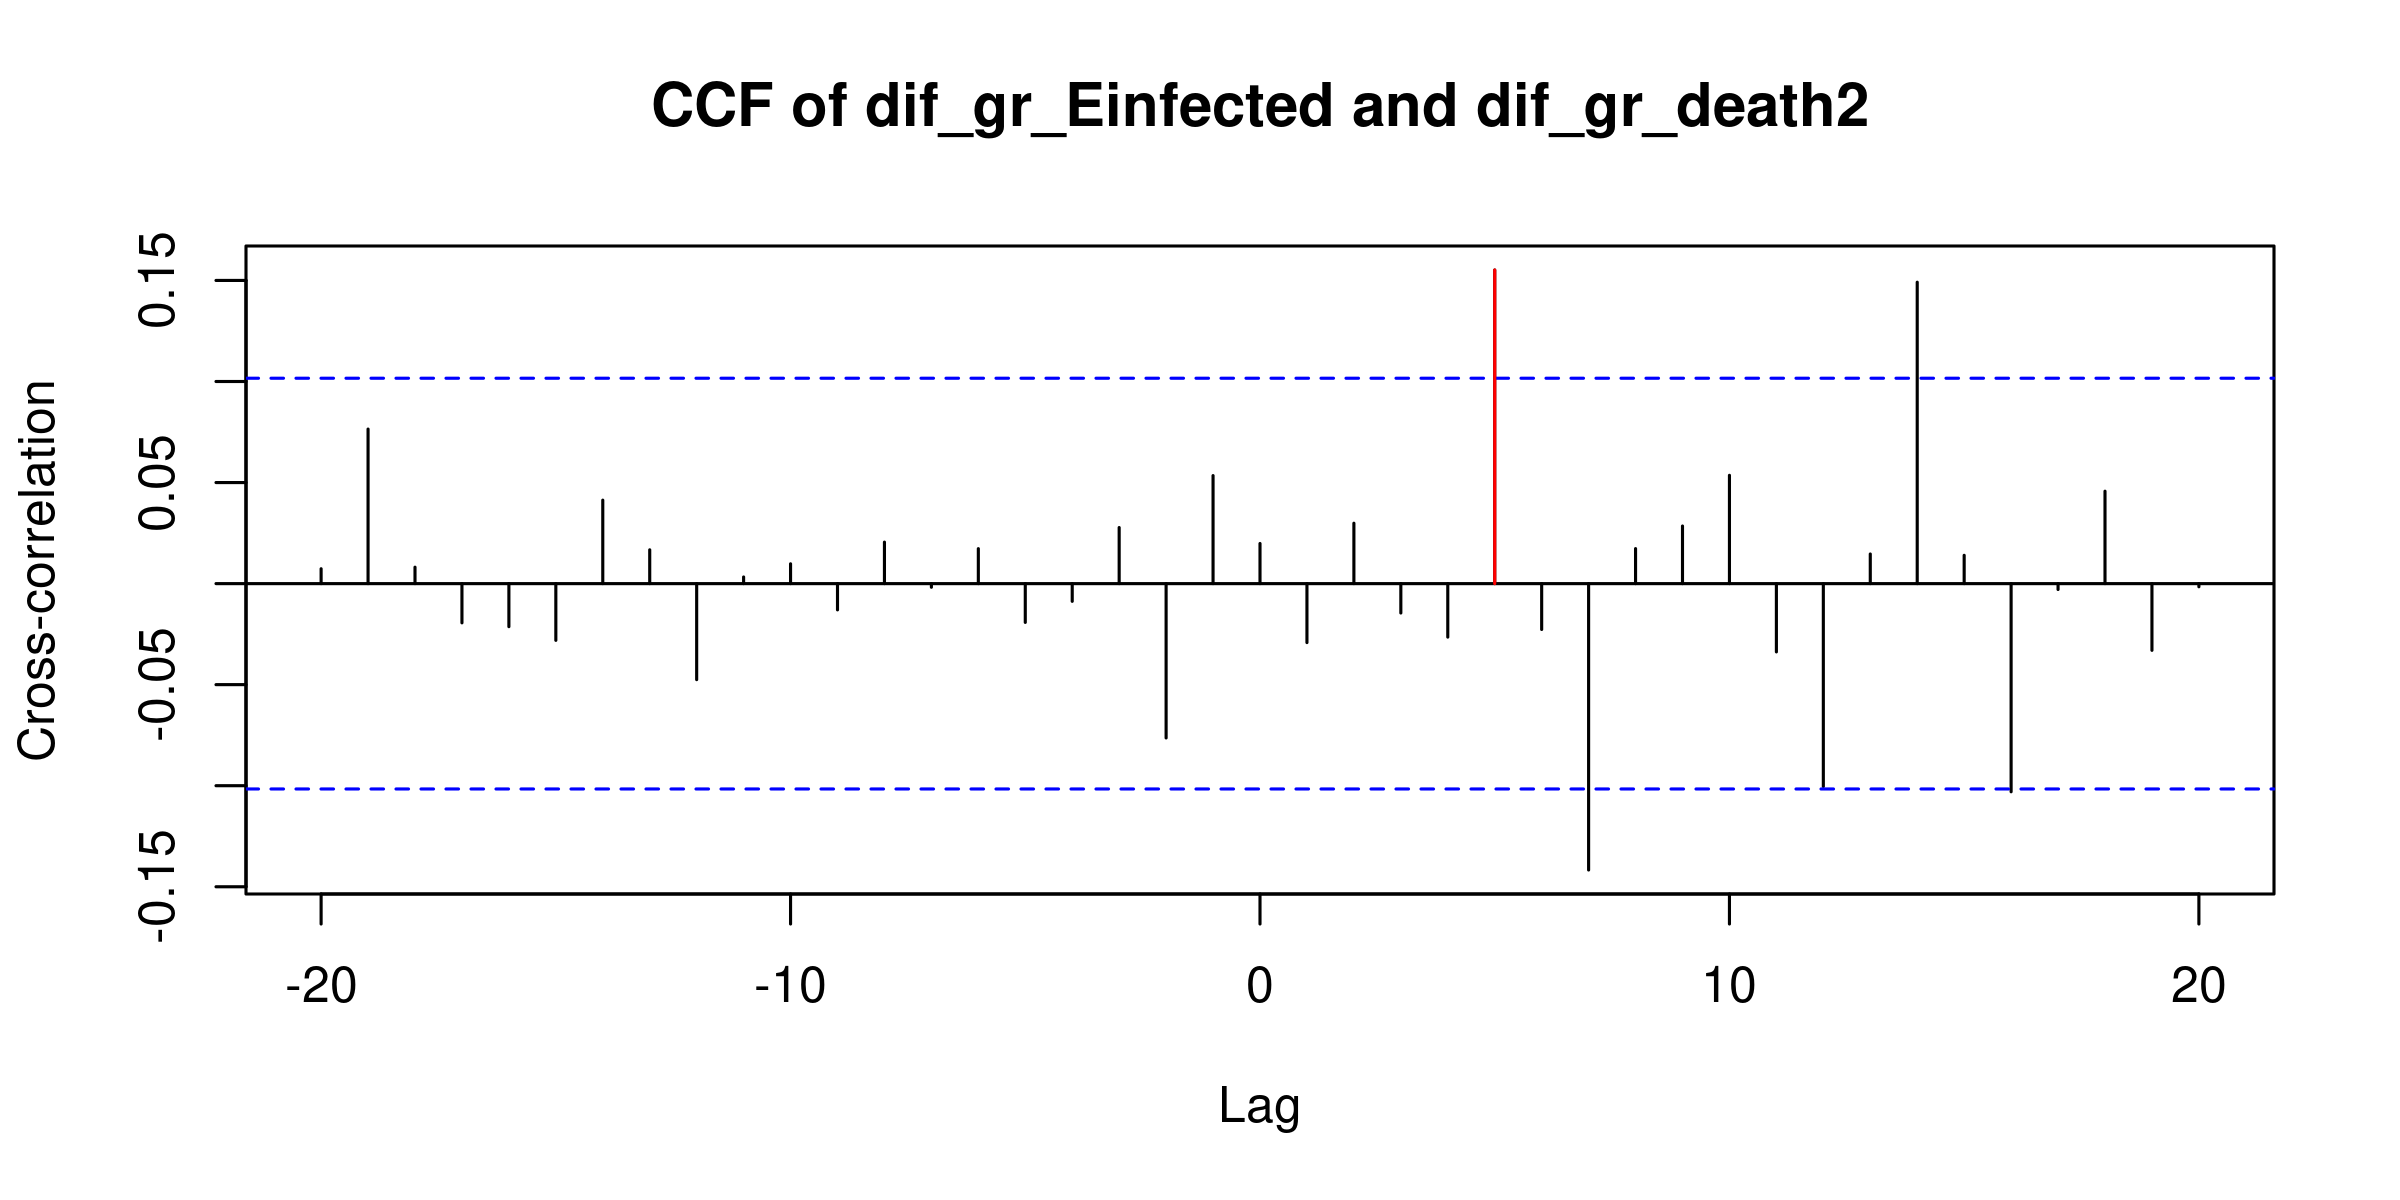 CCF of dif_gr_Einfected and dif_gr_death2
Cross-correlation
0.15
0.05
-0.05
-0.15
-20 -10 0 10 20
Lag